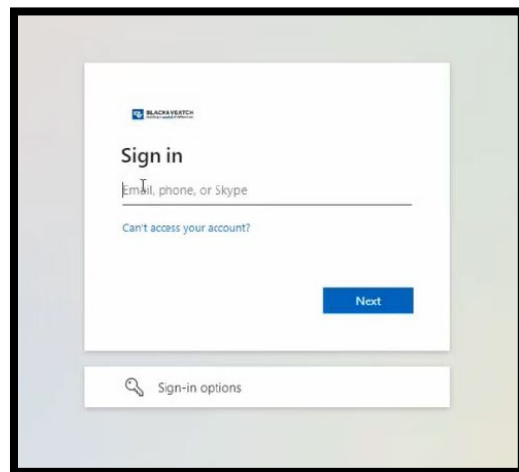 BLACK & VEATCH
Sign in
Email, phone, or Skype
Can't access your account?
Next
Sign-in options